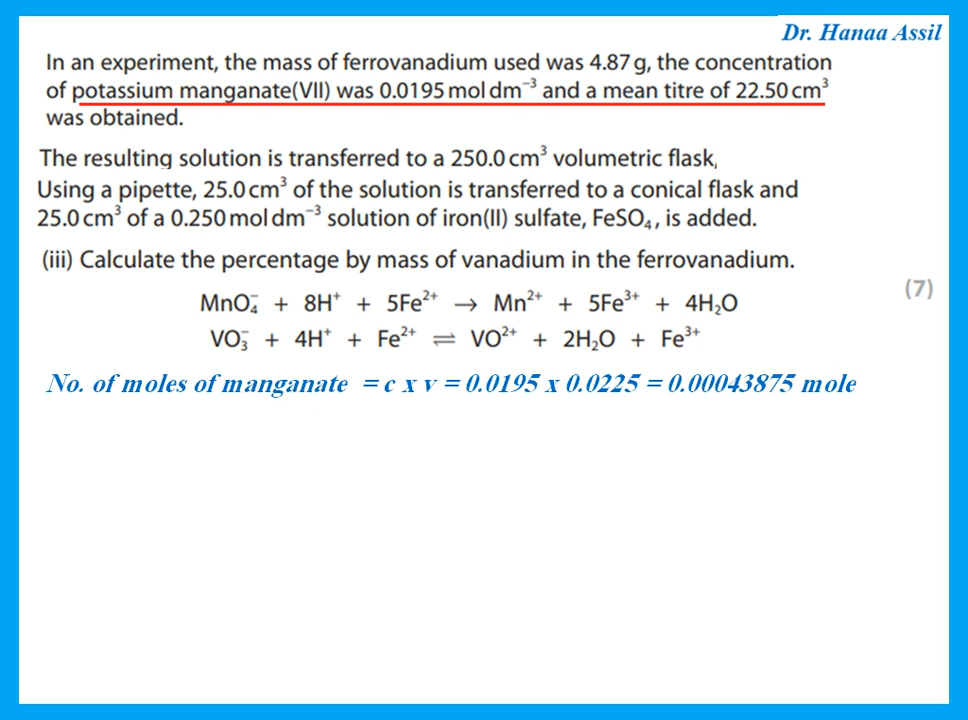 Dr. Hanaa Assil
In an experiment, the mass of ferrovanadium used was 4.87 g, the concentration
of potassium manganate(VII) was 0.0195 mol dm⁻³ and a mean titre of 22.50 cm³
was obtained.
The resulting solution is transferred to a 250.0 cm³ volumetric flask,
Using a pipette, 25.0 cm³ of the solution is transferred to a conical flask and
25.0 cm³ of a 0.250 mol dm⁻³ solution of iron(II) sulfate, FeSO₄, is added.
(iii) Calculate the percentage by mass of vanadium in the ferrovanadium.
(7)
MnO₄⁻ + 8H⁺ + 5Fe²⁺ → Mn²⁺ + 5Fe³⁺ + 4H₂O
VO₃⁻ + 4H⁺ + Fe²⁺ ⇌ VO²⁺ + 2H₂O + Fe³⁺
No. of moles of manganate = c x v = 0.0195 x 0.0225 = 0.00043875 mole